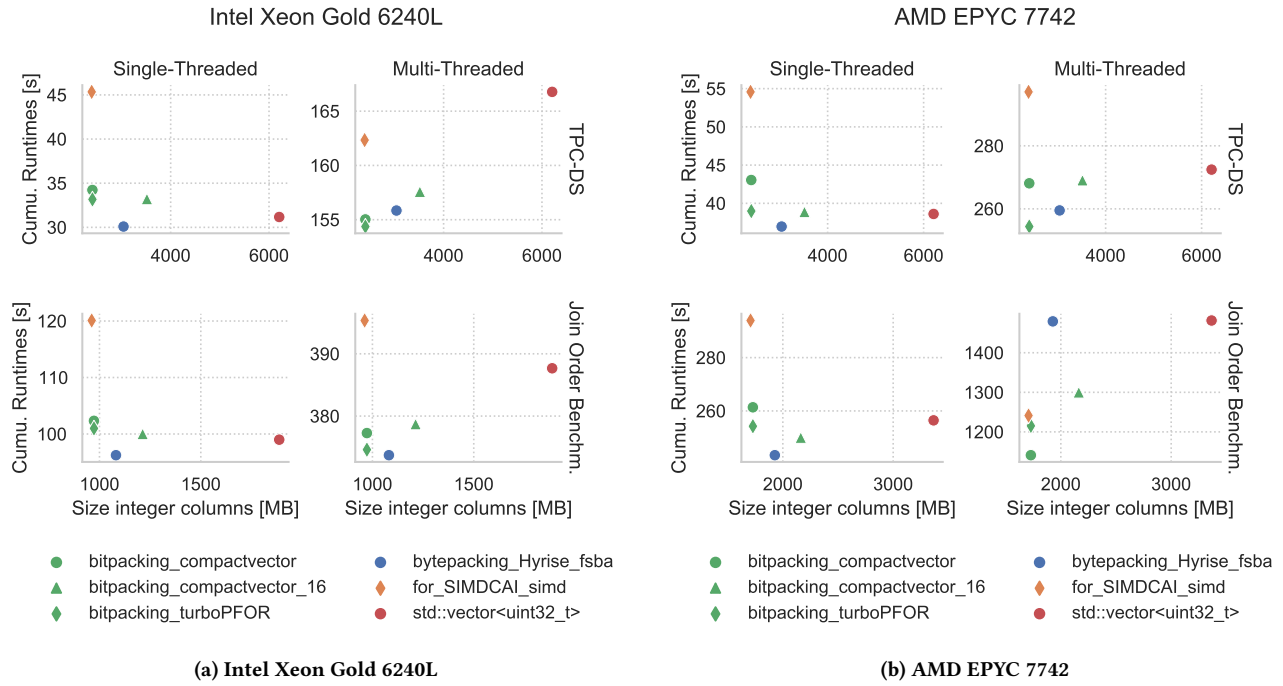 Intel Xeon Gold 6240L
Single-Threaded
Multi-Threaded
Cumu. Runtimes [s]
45
40
35
30
4000
6000
165
160
155
4000
6000
TPC-DS
Cumu. Runtimes [s]
120
110
100
1000
1500
Size integer columns [MB]
390
380
1000
1500
Size integer columns [MB]
Join Order Benchm.
bitpacking_compactvector
bitpacking_compactvector_16
bitpacking_turboPFOR
bytepacking_Hyrise_fsba
for_SIMDCAI_simd
std::vector<uint32_t>
(a) Intel Xeon Gold 6240L
AMD EPYC 7742
Single-Threaded
Multi-Threaded
Cumu. Runtimes [s]
55
50
45
40
4000
6000
280
260
4000
6000
TPC-DS
Cumu. Runtimes [s]
280
260
2000
3000
Size integer columns [MB]
1400
1300
1200
2000
3000
Size integer columns [MB]
Join Order Benchm.
bitpacking_compactvector
bitpacking_compactvector_16
bitpacking_turboPFOR
bytepacking_Hyrise_fsba
for_SIMDCAI_simd
std::vector<uint32_t>
(b) AMD EPYC 7742